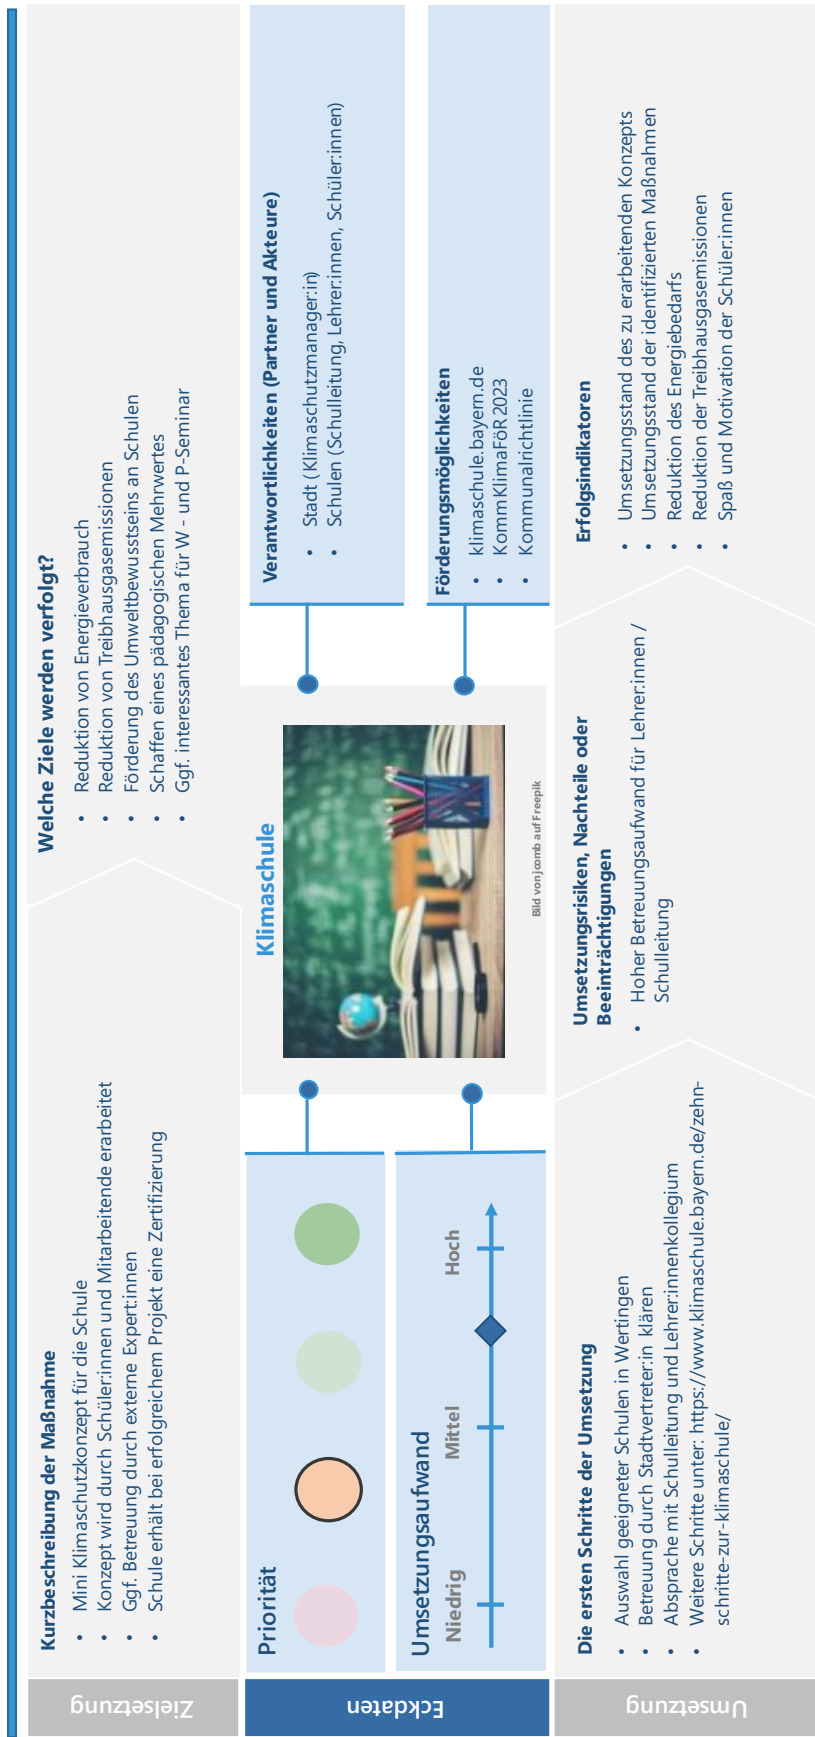 Zielsetzung
Kurzbeschreibung der Maßnahme
• Mini Klimaschutzkonzept für die Schule
• Konzept wird durch Schüler:innen und Mitarbeitende erarbeitet
• Ggf. Betreuung durch externe Expert:innen
• Schule erhält bei erfolgreichem Projekt eine Zertifizierung
Welche Ziele werden verfolgt?
• Reduktion von Energieverbrauch
• Reduktion von Treibhausgasemissionen
• Förderung des Umweltbewusstseins an Schulen
• Schaffen eines pädagogischen Mehrwertes
• Ggf. interessantes Thema für W - und P-Seminar
Eckdaten
Priorität
Umsetzungsaufwand
Niedrig
Mittel
Hoch
Klimaschule
Bild von jcomb auf Freepik
Verantwortlichkeiten (Partner und Akteure)
• Stadt (Klimaschutzmanager:in)
• Schulen (Schulleitung, Lehrer:innen, Schüler:innen)
Förderungsmöglichkeiten
• klimaschule.bayern.de
• KommKlimaFöR 2023
• Kommunalrichtlinie
Umsetzung
Die ersten Schritte der Umsetzung
• Auswahl geeigneter Schulen in Wertingen
• Betreuung durch Stadtvertreter:in klären
• Absprache mit Schulleitung und Lehrer:innenkollegium
• Weitere Schritte unter: https://www.klimaschule.bayern.de/zehn-
schritte-zur-klimaschule/
Umsetzungsrisiken, Nachteile oder
Beeinträchtigungen
• Hoher Betreuungsaufwand für Lehrer:innen /
Schulleitung
Erfolgsindikatoren
• Umsetzungsstand des zu erarbeitenden Konzepts
• Umsetzungsstand der identifizierten Maßnahmen
• Reduktion des Energiebedarfs
• Reduktion der Treibhausgasemissionen
• Spaß und Motivation der Schüler:innen